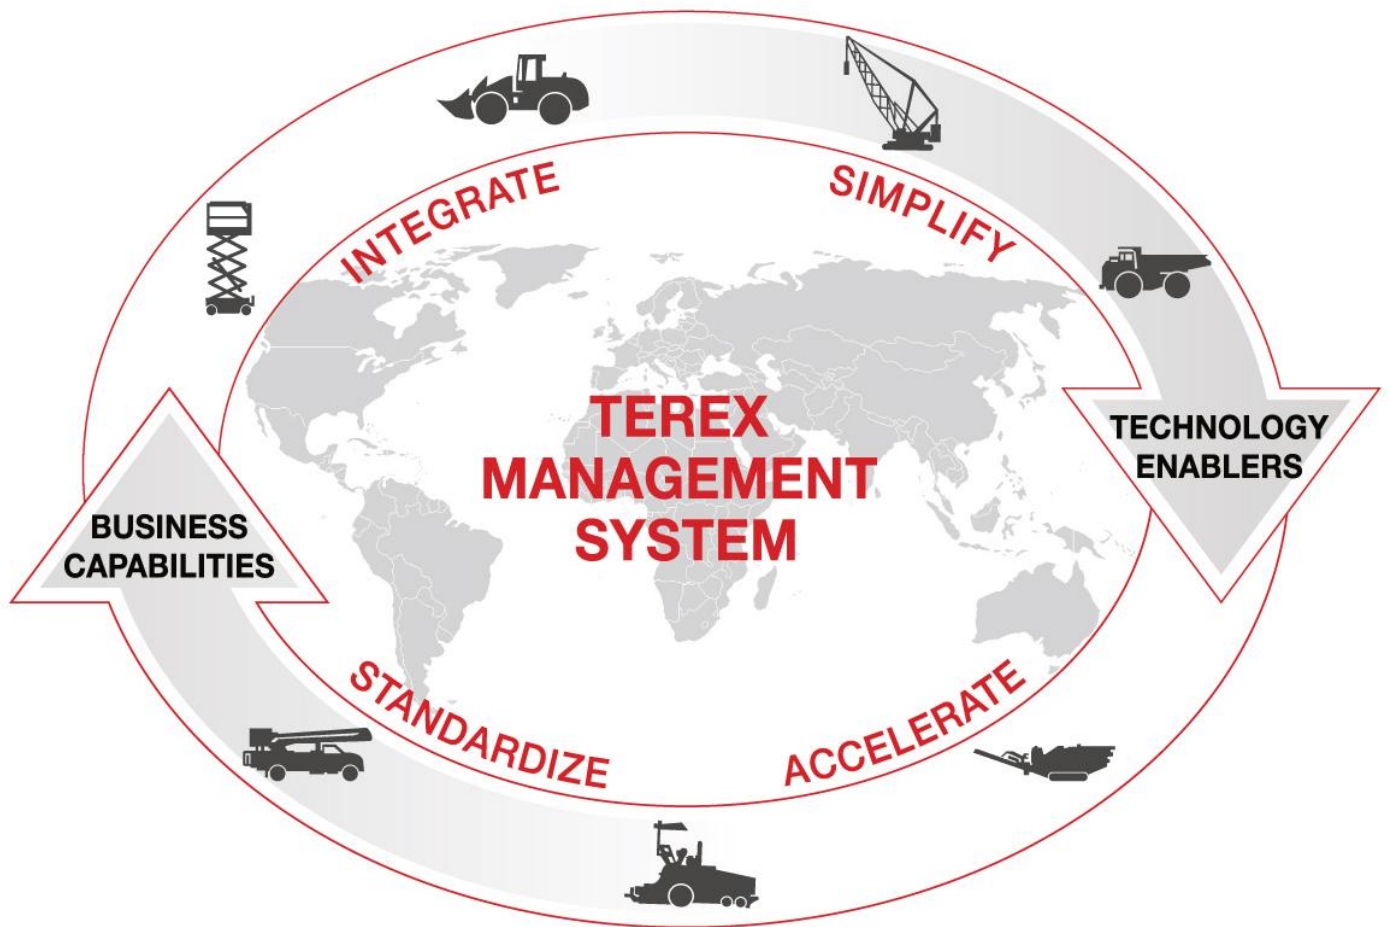 INTEGRATE
SIMPLIFY
TEREX
MANAGEMENT
SYSTEM
TECHNOLOGY
ENABLERS
BUSINESS
CAPABILITIES
STANDARDIZE
ACCELERATE